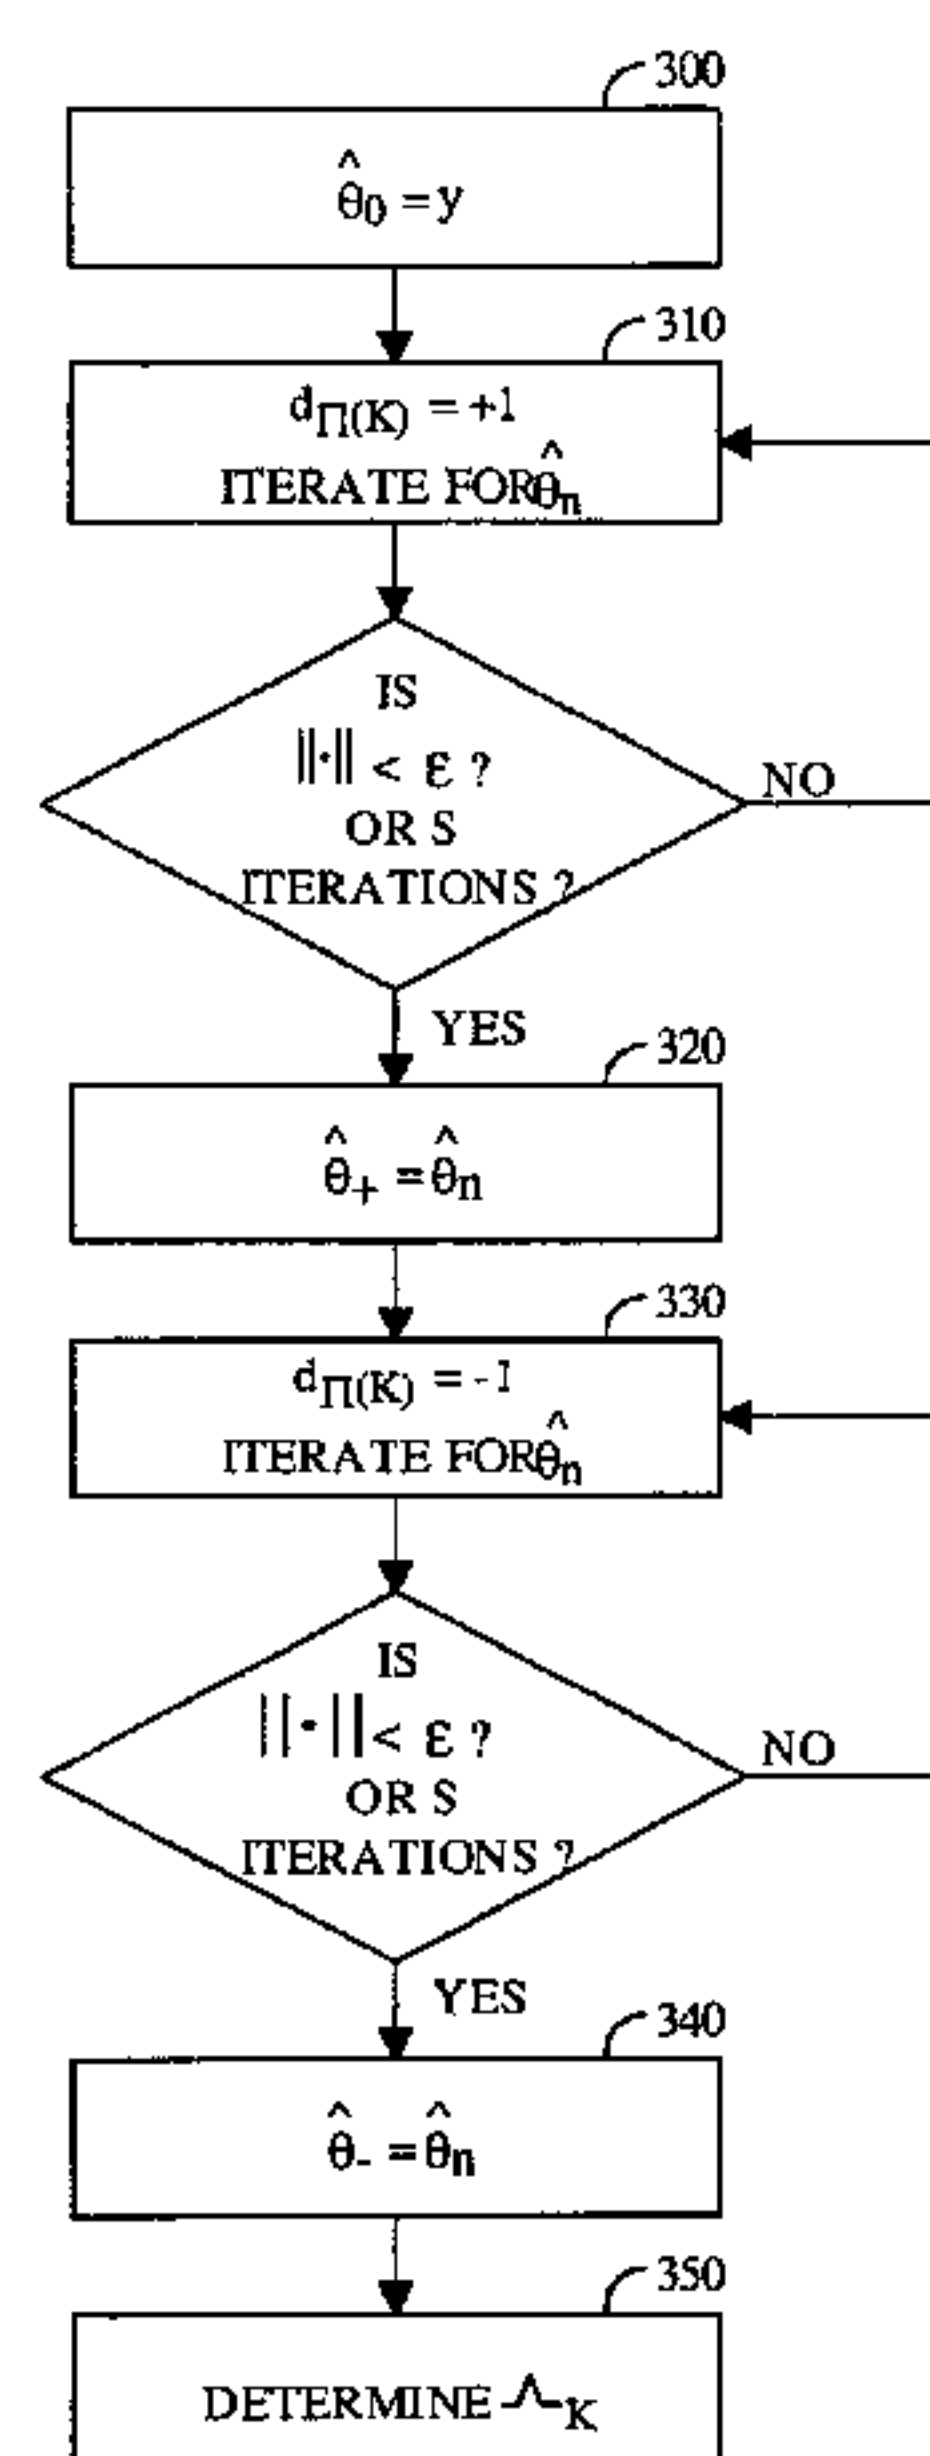 300
θ̂0 = y
310
dΠ(K) = +1
ITERATE FOR θ̂n
IS
||·|| < ε ?
OR S
ITERATIONS ?
NO
YES
320
θ̂+ = θ̂n
330
dΠ(K) = -1
ITERATE FOR θ̂n
IS
||·|| < ε ?
OR S
ITERATIONS ?
NO
YES
340
θ̂- = θ̂n
350
DETERMINE ΛK